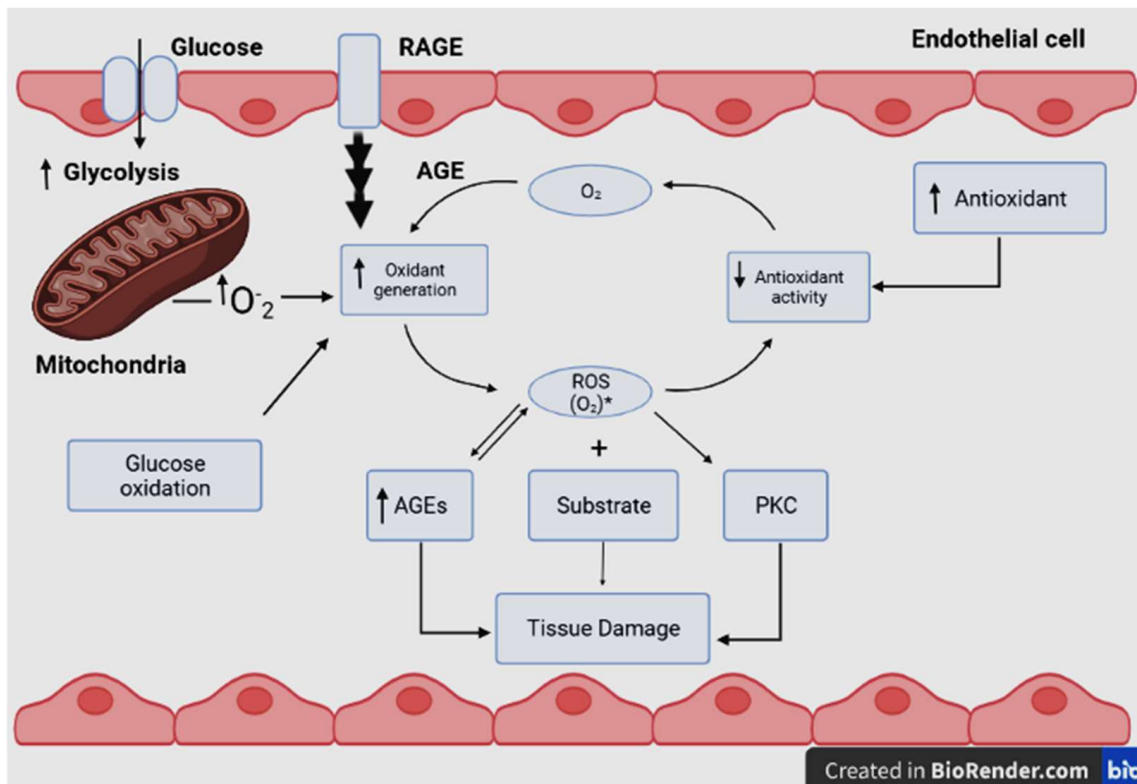 Glucose
RAGE
Endothelial cell
↑ Glycolysis
AGE
O₂
↑ Antioxidant
↑ Oxidant
generation
↓ Antioxidant
activity
↑O⁻₂
Mitochondria
ROS
(O₂)*
+
Glucose
oxidation
↑ AGEs
Substrate
PKC
Tissue Damage
Created in BioRender.com
bio